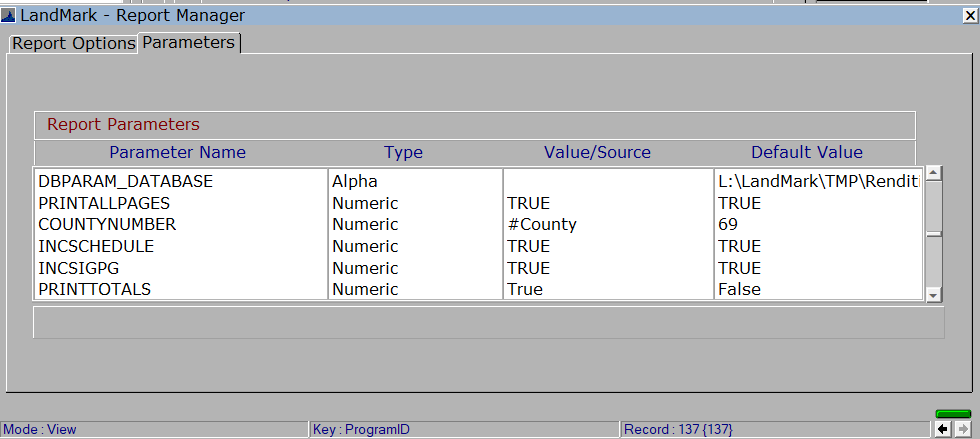 LandMark - Report Manager
Report Options Parameters
Report Parameters
Parameter Name Type Value/Source Default Value
DBPARAM_DATABASE Alpha L:\LandMark\TMP\Renditi
PRINTALLPAGES Numeric TRUE TRUE
COUNTYNUMBER Numeric #County 69
INCSCHEDULE Numeric TRUE TRUE
INCSIGPG Numeric TRUE TRUE
PRINTTOTALS Numeric True False
Mode : View Key : ProgramID Record : 137 {137}